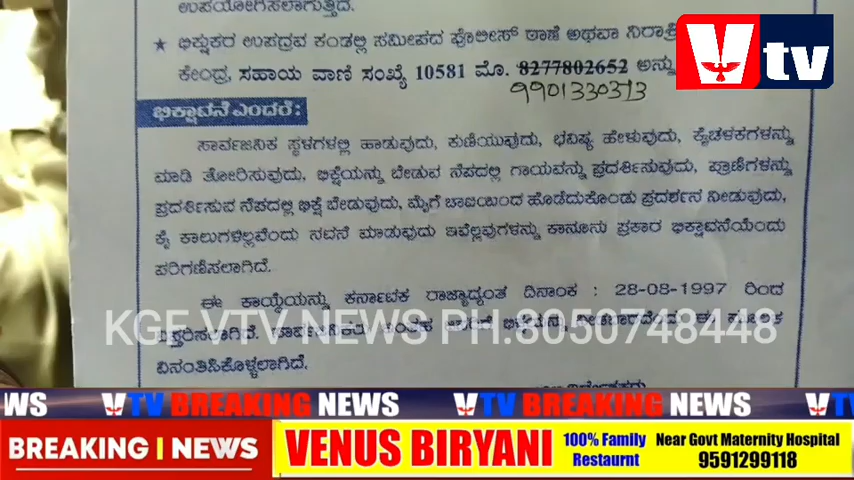 ಉಪಯೋಗಿಸಲಾಗುತ್ತಿದೆ.
★ ಭಿಕ್ಷುಕರ ಉಪದ್ರವ ಕಂಡಲ್ಲಿ ಸಮೀಪದ ಪೊಲೀಸ್ ಠಾಣೆ ಅಥವಾ
ಕೇಂದ್ರ, ಸಹಾಯ ವಾಣಿ ಸಂಖ್ಯೆ 10581 ಮೊ. 8277802652 ಅನ್ನು
9901330373
ಭಿಕ್ಷಾಟನೆ ಎಂದರೆ :
ಸಾರ್ವಜನಿಕ ಸ್ಥಳಗಳಲ್ಲಿ ಹಾಡುವುದು, ಕುಣಿಯುವುದು, ಭವಿಷ್ಯ ಹೇಳುವುದು, ಕೈಚಳಕಗಳನ್ನು
ಮಾಡಿ ತೋರಿಸುವುದು, ಭಿಕ್ಷೆಯನ್ನು ಬೇಡುವ ನೆಪದಲ್ಲಿ ಗಾಯವನ್ನು ಪ್ರದರ್ಶಿಸುವುದು, ಪ್ರಾಣಿಗಳನ್ನು
ಪ್ರದರ್ಶಿಸುವ ನೆಪದಲ್ಲಿ ಭಿಕ್ಷೆ ಬೇಡುವುದು, ಮೈಗೆ ಚಾಟಿಯಿಂದ ಹೊಡೆದುಕೊಂಡು ಪ್ರದರ್ಶನ ನೀಡುವುದು,
ಕೈ ಕಾಲುಗಳಿಲ್ಲವೆಂದು ನಟನೆ ಮಾಡುವುದು ಇವೆಲ್ಲವುಗಳನ್ನು ಕಾನೂನು ಪ್ರಕಾರ ಭಿಕ್ಷಾಟನೆಯೆಂದು
ಪರಿಗಣಿಸಲಾಗಿದೆ.
ಈ ಕಾಯ್ದೆಯನ್ನು ಕರ್ನಾಟಕ ರಾಜ್ಯಾದ್ಯಂತ ದಿನಾಂಕ : 28-08-1997 ರಿಂದ
ವಿನಂತಿಸಿಕೊಳ್ಳಲಾಗಿದೆ.
V tv
KGF VTV NEWS PH.8050748448
WS VTV BREAKING NEWS VTV BREAKING NEWS
BREAKING NEWS
VENUS BIRYANI
100% Family Restaurnt
Near Govt Maternity Hospital
9591299118